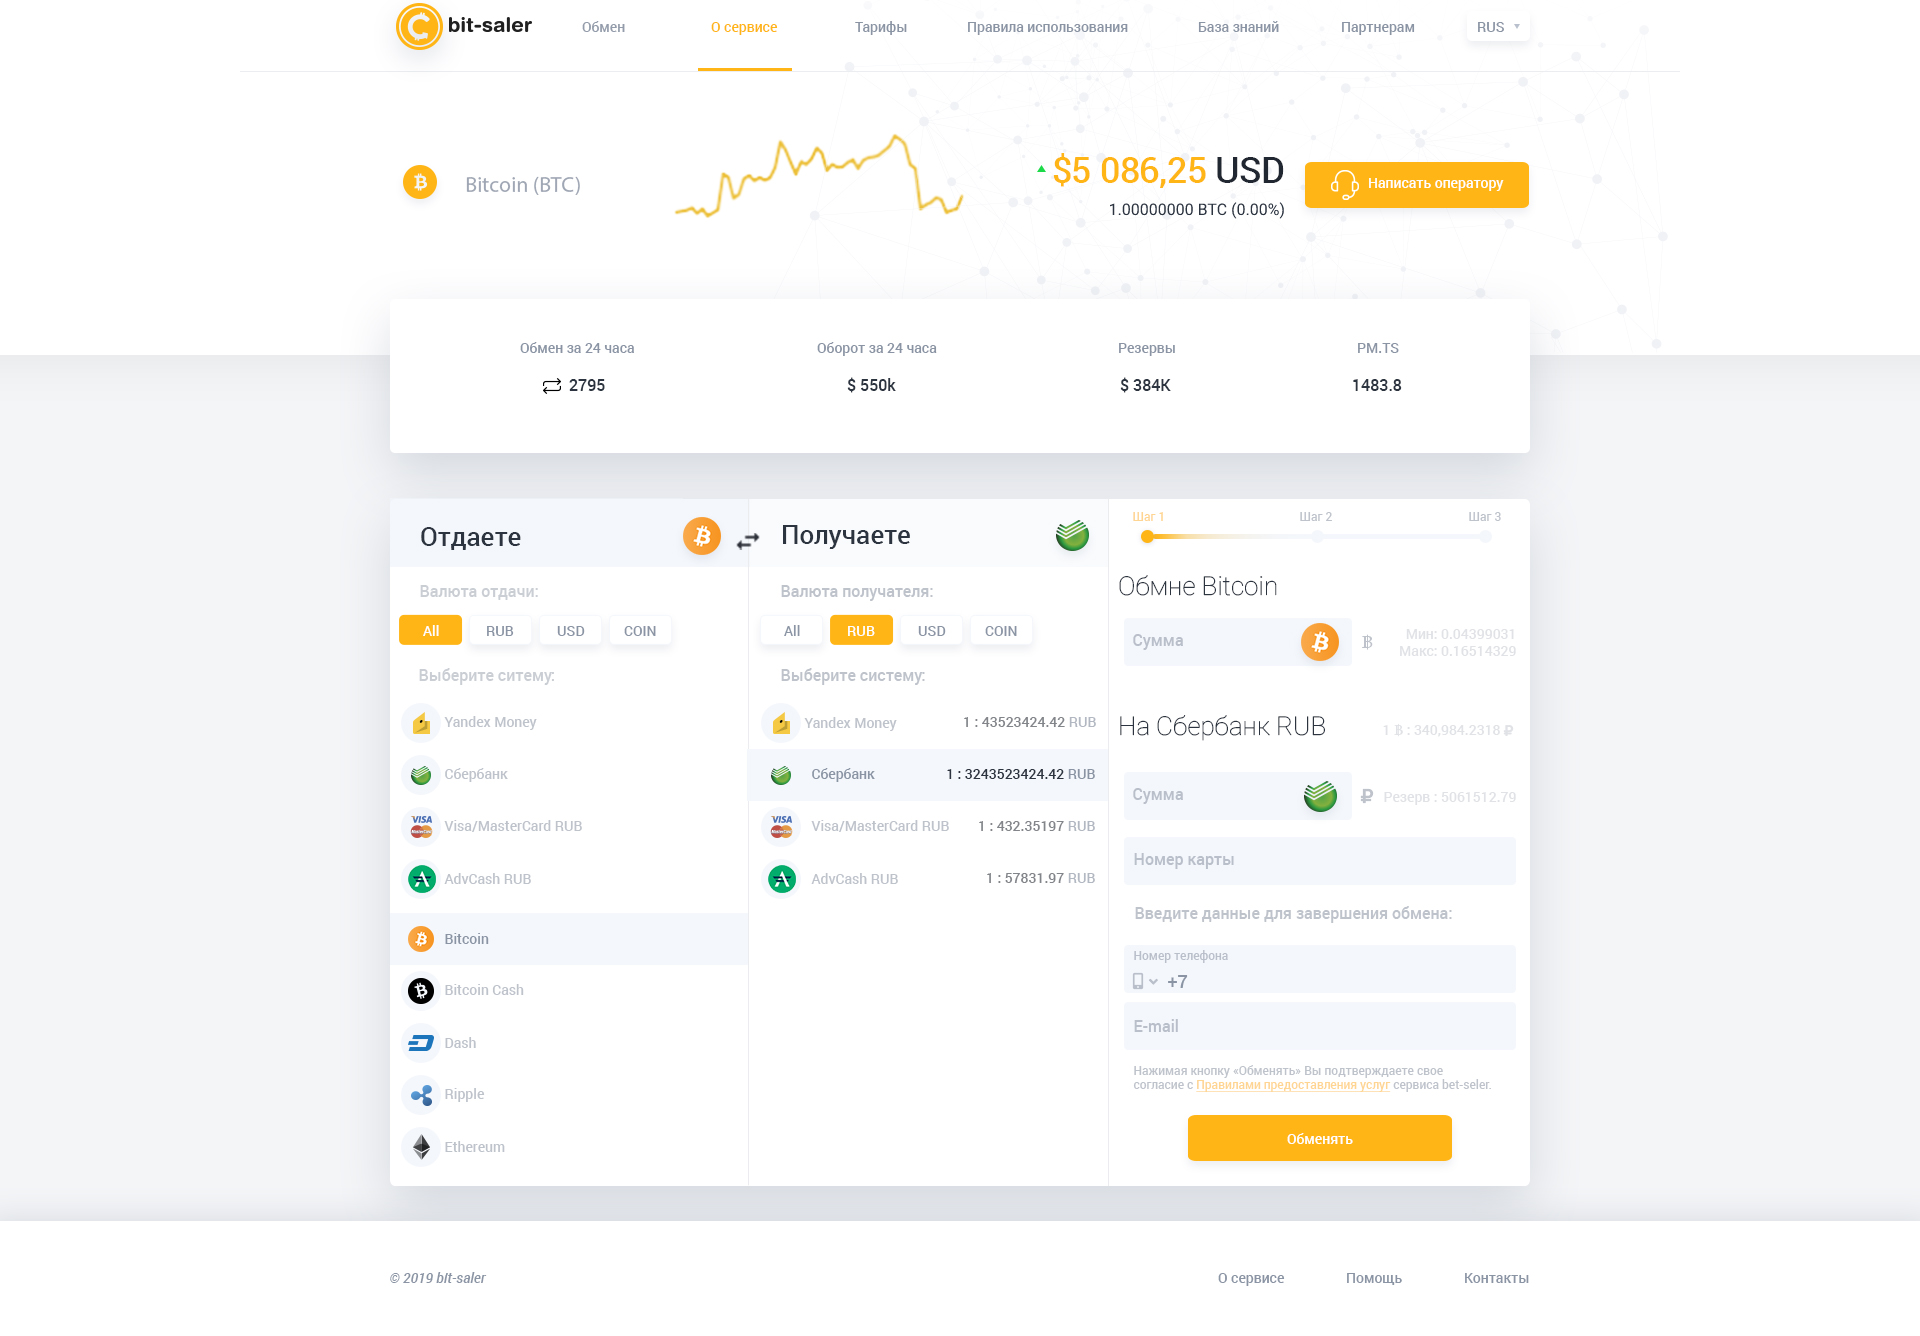 bit-saler
Обмен
О сервисе
Тарифы
Правила использования
База знаний
Партнерам
RUS
Bitcoin (BTC)
$5 086,25 USD
1.00000000 BTC (0.00%)
Написать оператору
Обмен за 24 часа
Оборот за 24 часа
Резервы
PM.TS
2795
$ 550k
$ 384K
1483.8
Отдаете
Валюта отдачи:
All
RUB
USD
COIN
Выберите ситему:
Yandex Money
Сбербанк
VISA
MasterCard
Visa/MasterCard RUB
AdvCash RUB
Bitcoin
Bitcoin Cash
Dash
Ripple
Ethereum
Получаете
Валюта получателя:
All
RUB
USD
COIN
Выберите систему:
Yandex Money
1 : 43523424.42 RUB
Сбербанк
1 : 3243523424.42 RUB
VISA
MasterCard
Visa/MasterCard RUB
1 : 432.35197 RUB
AdvCash RUB
1 : 57831.97 RUB
Шаг 1
Шаг 2
Шаг 3
Обмне Bitcoin
Сумма
Мин: 0.04399031
Макс: 0.16514329
На Сбербанк RUB
1 ฿ : 340,984.2318 ₽
Сумма
₽
Резерв : 5061512.79
Номер карты
Введите данные для завершения обмена:
Номер телефона
+7
E-mail
Нажимая кнопку «Обменять» Вы подтверждаете свое
согласие с Правилами предоставления услуг сервиса bet-seler.
Обменять
© 2019 bIt-saler
О сервисе
Помощь
Контакты